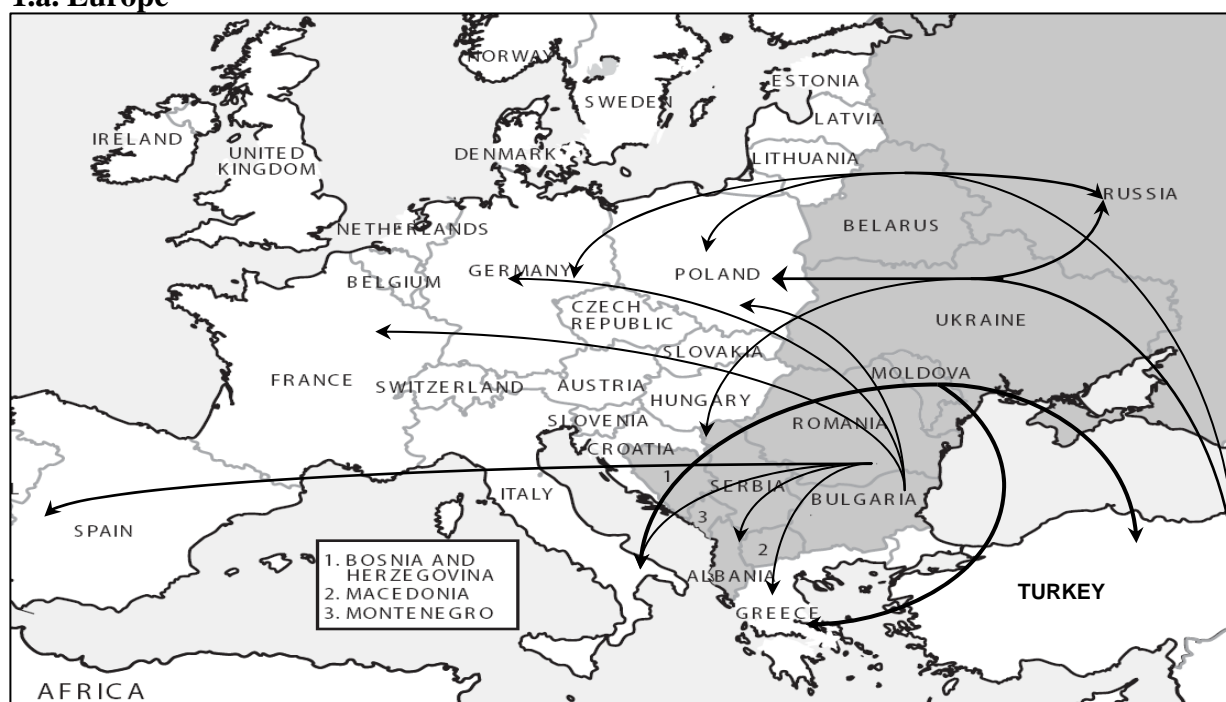 1.a. Europe
NORWAY
ESTONIA
SWEDEN
LATVIA
IRELAND
UNITED
KINGDOM
DENMARK
LITHUANIA
RUSSIA
NETHERLANDS
BELARUS
BELGIUM
GERMANY
POLAND
CZECH
REPUBLIC
UKRAINE
SLOVAKIA
FRANCE
SWITZERLAND
AUSTRIA
MOLDOVA
HUNGARY
SLOVENIA
ROMANIA
CROATIA
1
SERBIA
ITALY
BULGARIA
SPAIN
3
2
1. BOSNIA AND
HERZEGOVINA
2. MACEDONIA
3. MONTENEGRO
ALBANIA
TURKEY
GREECE
AFRICA